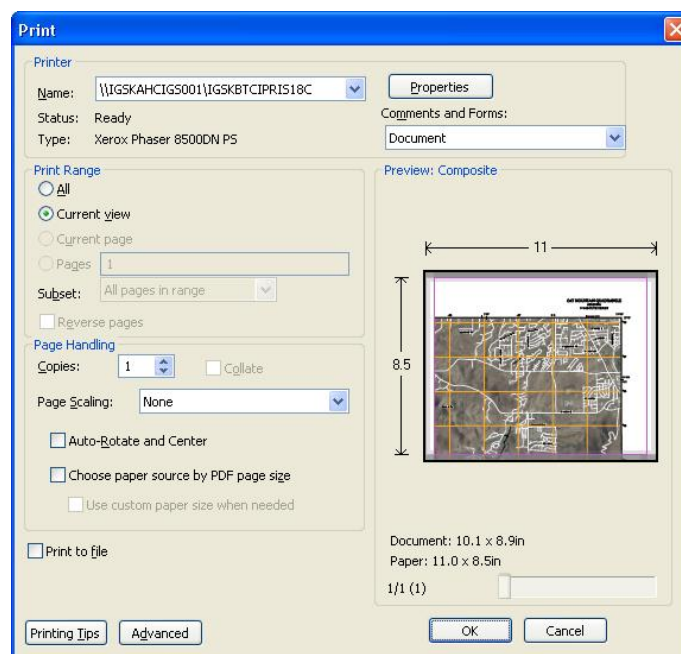 Print
Printer
Name: \\IGSKAHCIGS001\IGSKBTCIPRIS18C
Properties
Status: Ready
Comments and Forms:
Type: Xerox Phaser 8500DN PS
Document
Print Range
All
Current view
Current page
Pages 1
Subset: All pages in range
Reverse pages
Page Handling
Copies: 1
Collate
Page Scaling: None
Auto-Rotate and Center
Choose paper source by PDF page size
Use custom paper size when needed
Print to file
Preview: Composite
11
8.5
Document: 10.1 x 8.9in
Paper: 11.0 x 8.5in
1/1 (1)
Printing Tips
Advanced
OK
Cancel